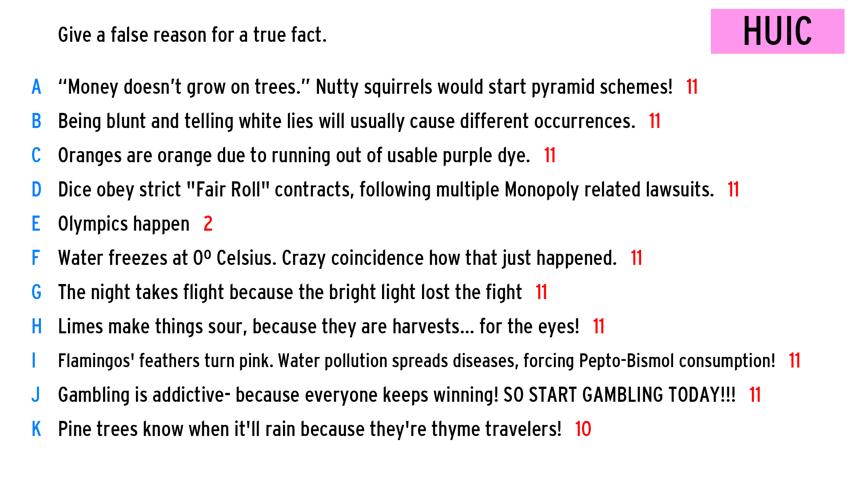 Give a false reason for a true fact.
HUIC
A "Money doesn't grow on trees." Nutty squirrels would start pyramid schemes! 11
B Being blunt and telling white lies will usually cause different occurrences. 11
C Oranges are orange due to running out of usable purple dye. 11
D Dice obey strict "Fair Roll" contracts, following multiple Monopoly related lawsuits. 11
E Olympics happen 2
F Water freezes at 0º Celsius. Crazy coincidence how that just happened. 11
G The night takes flight because the bright light lost the fight 11
H Limes make things sour, because they are harvests... for the eyes! 11
I Flamingos' feathers turn pink. Water pollution spreads diseases, forcing Pepto-Bismol consumption! 11
J Gambling is addictive- because everyone keeps winning! SO START GAMBLING TODAY!!! 11
K Pine trees know when it'll rain because they're thyme travelers! 10